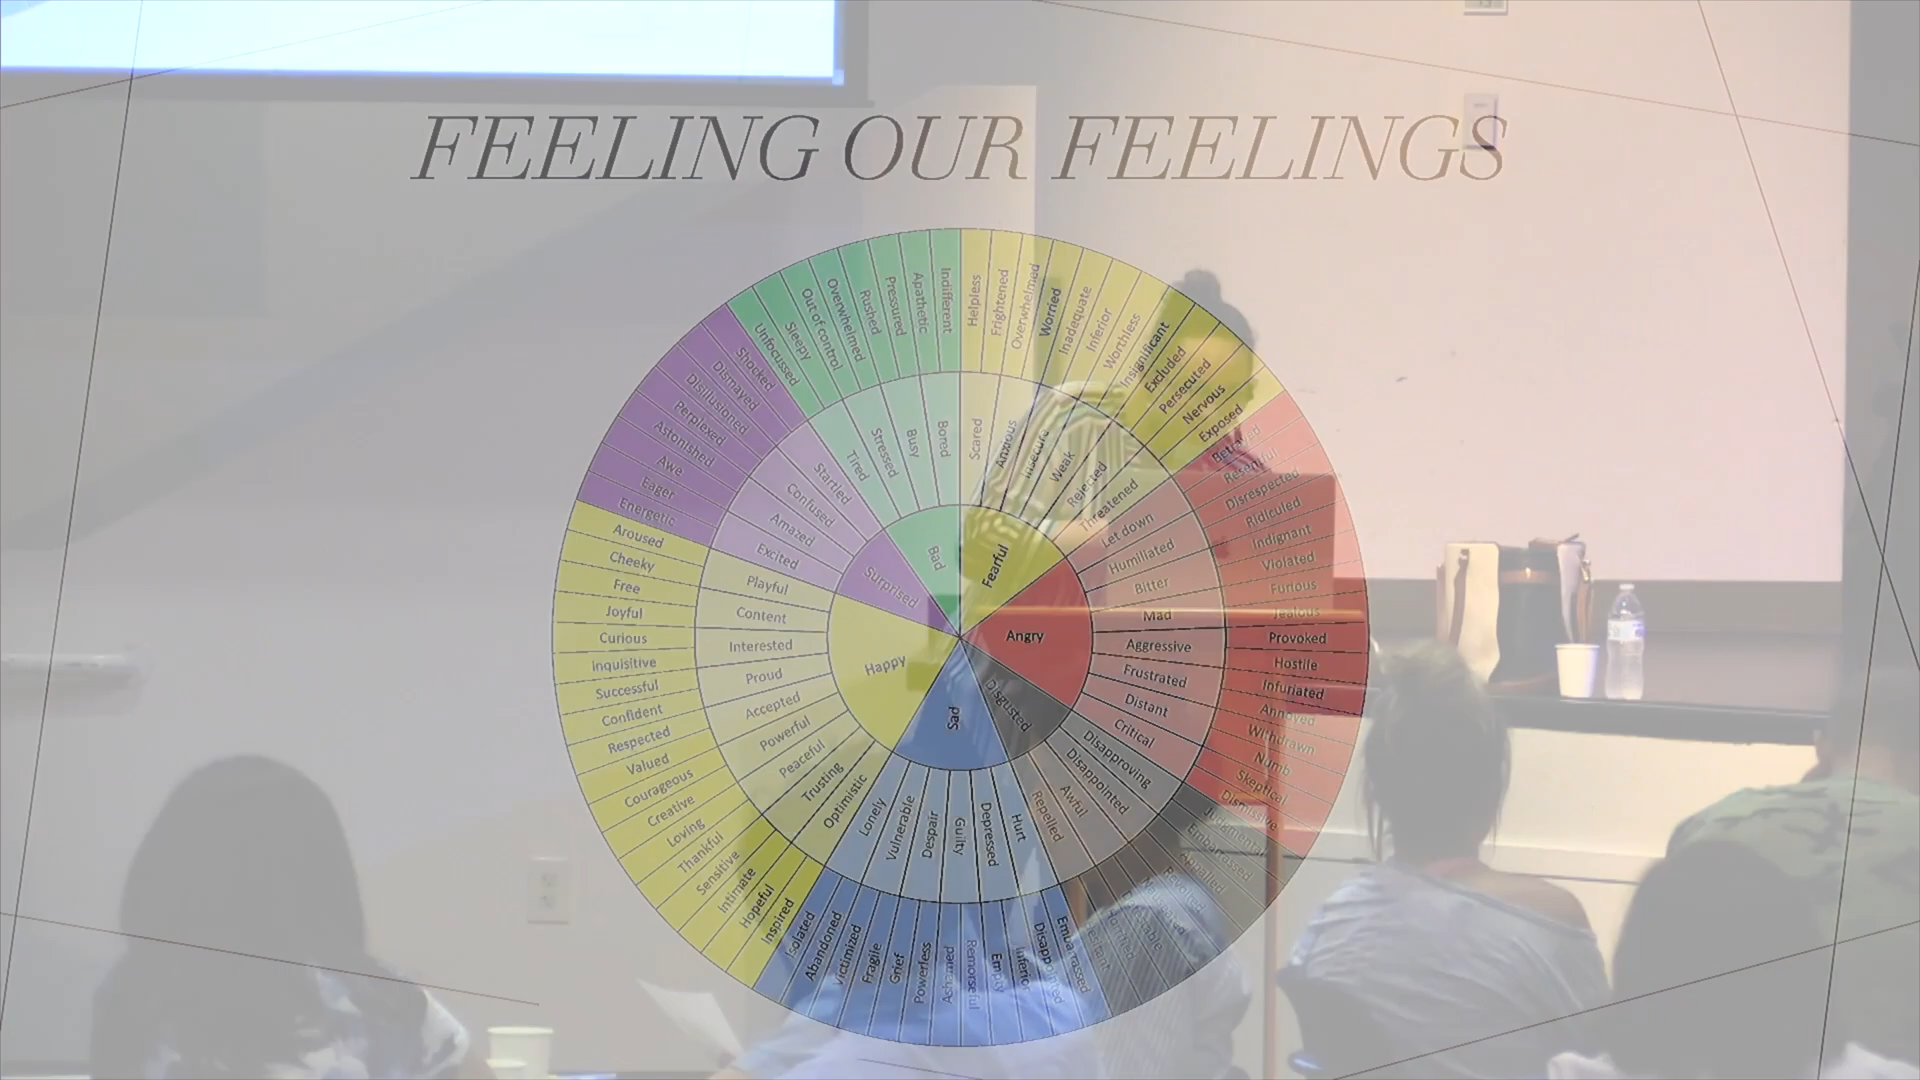 FEELING OUR FEELINGS
Bad
Fearful
Angry
Disgusted
Sad
Happy
Surprised
Bored
Busy
Stressed
Tired
Scared
Anxious
Insecure
Weak
Rejected
Threatened
Let down
Humiliated
Bitter
Mad
Aggressive
Frustrated
Distant
Critical
Disapproving
Disappointed
Awful
Repelled
Hurt
Depressed
Guilty
Despair
Vulnerable
Lonely
Optimistic
Trusting
Peaceful
Powerful
Accepted
Proud
Interested
Content
Playful
Excited
Amazed
Confused
Startled
Indifferent
Apathetic
Pressured
Rushed
Overwhelmed
Out of control
Sleepy
Unfocussed
Helpless
Frightened
Overwhelmed
Worried
Inadequate
Inferior
Worthless
Insignificant
Excluded
Persecuted
Nervous
Exposed
Betrayed
Resentful
Disrespected
Ridiculed
Indignant
Violated
Furious
Jealous
Provoked
Hostile
Infuriated
Annoyed
Withdrawn
Numb
Skeptical
Dismissive
Judgmental
Embarrassed
Appalled
Embarrassed
Disappointed
Inferior
Empty
Remorseful
Ashamed
Powerless
Grief
Fragile
Victimized
Abandoned
Isolated
Inspired
Hopeful
Intimate
Sensitive
Thankful
Loving
Creative
Courageous
Valued
Respected
Confident
Successful
Inquisitive
Curious
Joyful
Free
Cheeky
Aroused
Energetic
Eager
Awe
Astonished
Perplexed
Disillusioned
Dismayed
Shocked